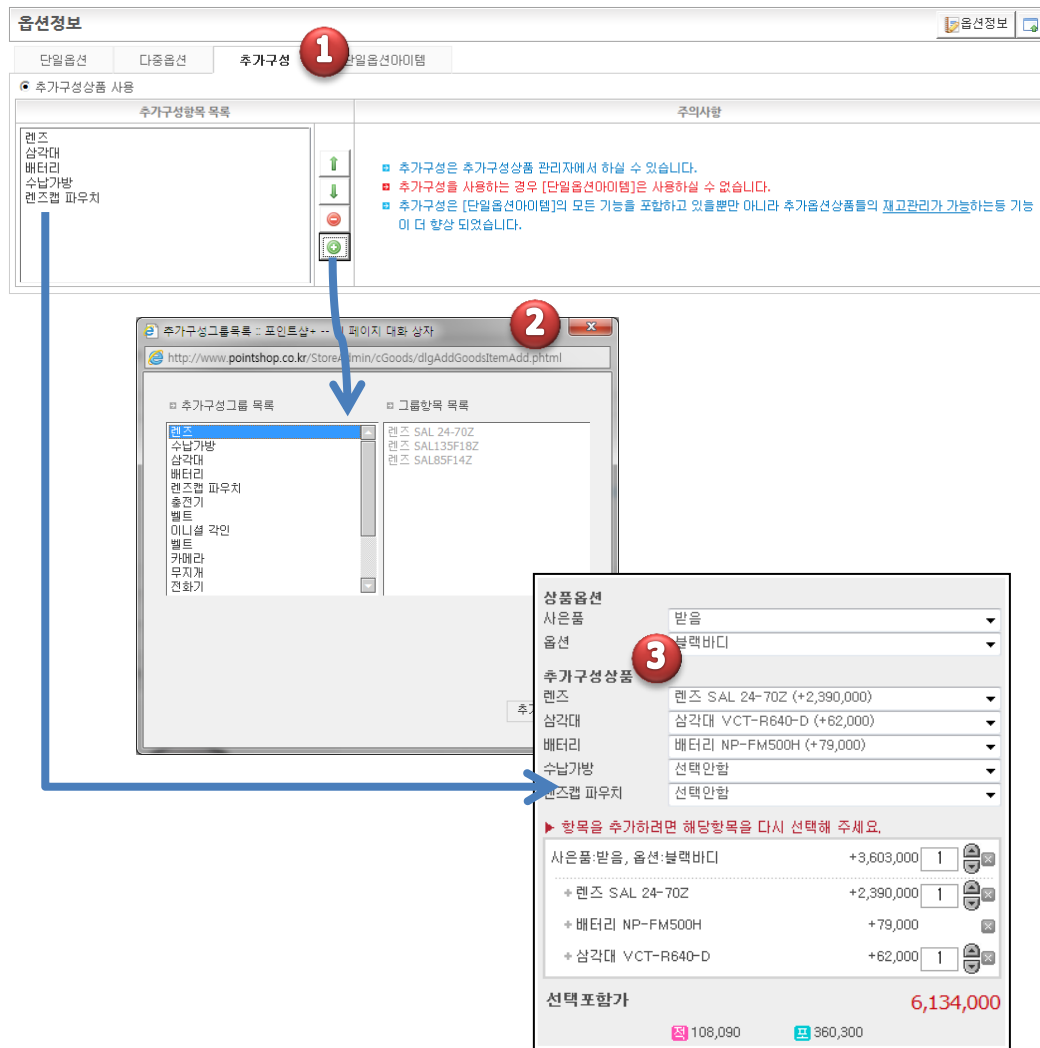 옵션정보
옵션정보
단일옵션
다중옵션
추가구성
단일옵션아이템
1
추가구성상품 사용
추가구성항목 목록
주의사항
렌즈
삼각대
배터리
수납가방
렌즈캡 파우치
추가구성은 추가구성상품 관리자에서 하실 수 있습니다.
추가구성을 사용하는 경우 [단일옵션아이템]은 사용하실 수 없습니다.
추가구성은 [단일옵션아이템]의 모든 기능을 포함하고 있을뿐만 아니라 추가옵션상품들의 재고관리가 가능하는등 기능
이 더 향상 되었습니다.
추가구성그룹목록 :: 포인트샵+ -- 페이지 대화 상자
2
http://www.pointshop.co.kr/StoreAdmin/cGoods/dlgAddGoodsItemAdd.phtml
추가구성그룹 목록
그룹항목 목록
렌즈
수납가방
삼각대
배터리
렌즈캡 파우치
충전기
벨트
이니셜 각인
벨트
카메라
무지개
전화기
렌즈 SAL 24-70Z
렌즈 SAL135F18Z
렌즈 SAL85F14Z
상품옵션
사은품 받음
옵션 블랙바디
3
추가구성상품
렌즈 렌즈 SAL 24-70Z (+2,390,000)
삼각대 삼각대 VCT-R640-D (+62,000)
배터리 배터리 NP-FM500H (+79,000)
수납가방 선택안함
렌즈캡 파우치 선택안함
▶ 항목을 추가하려면 해당항목을 다시 선택해 주세요.
사은품:받음, 옵션:블랙바디 +3,603,000 1
+렌즈 SAL 24-70Z +2,390,000 1
+배터리 NP-FM500H +79,000
+삼각대 VCT-R640-D +62,000 1
선택포함가 6,134,000
적 108,090 포 360,300